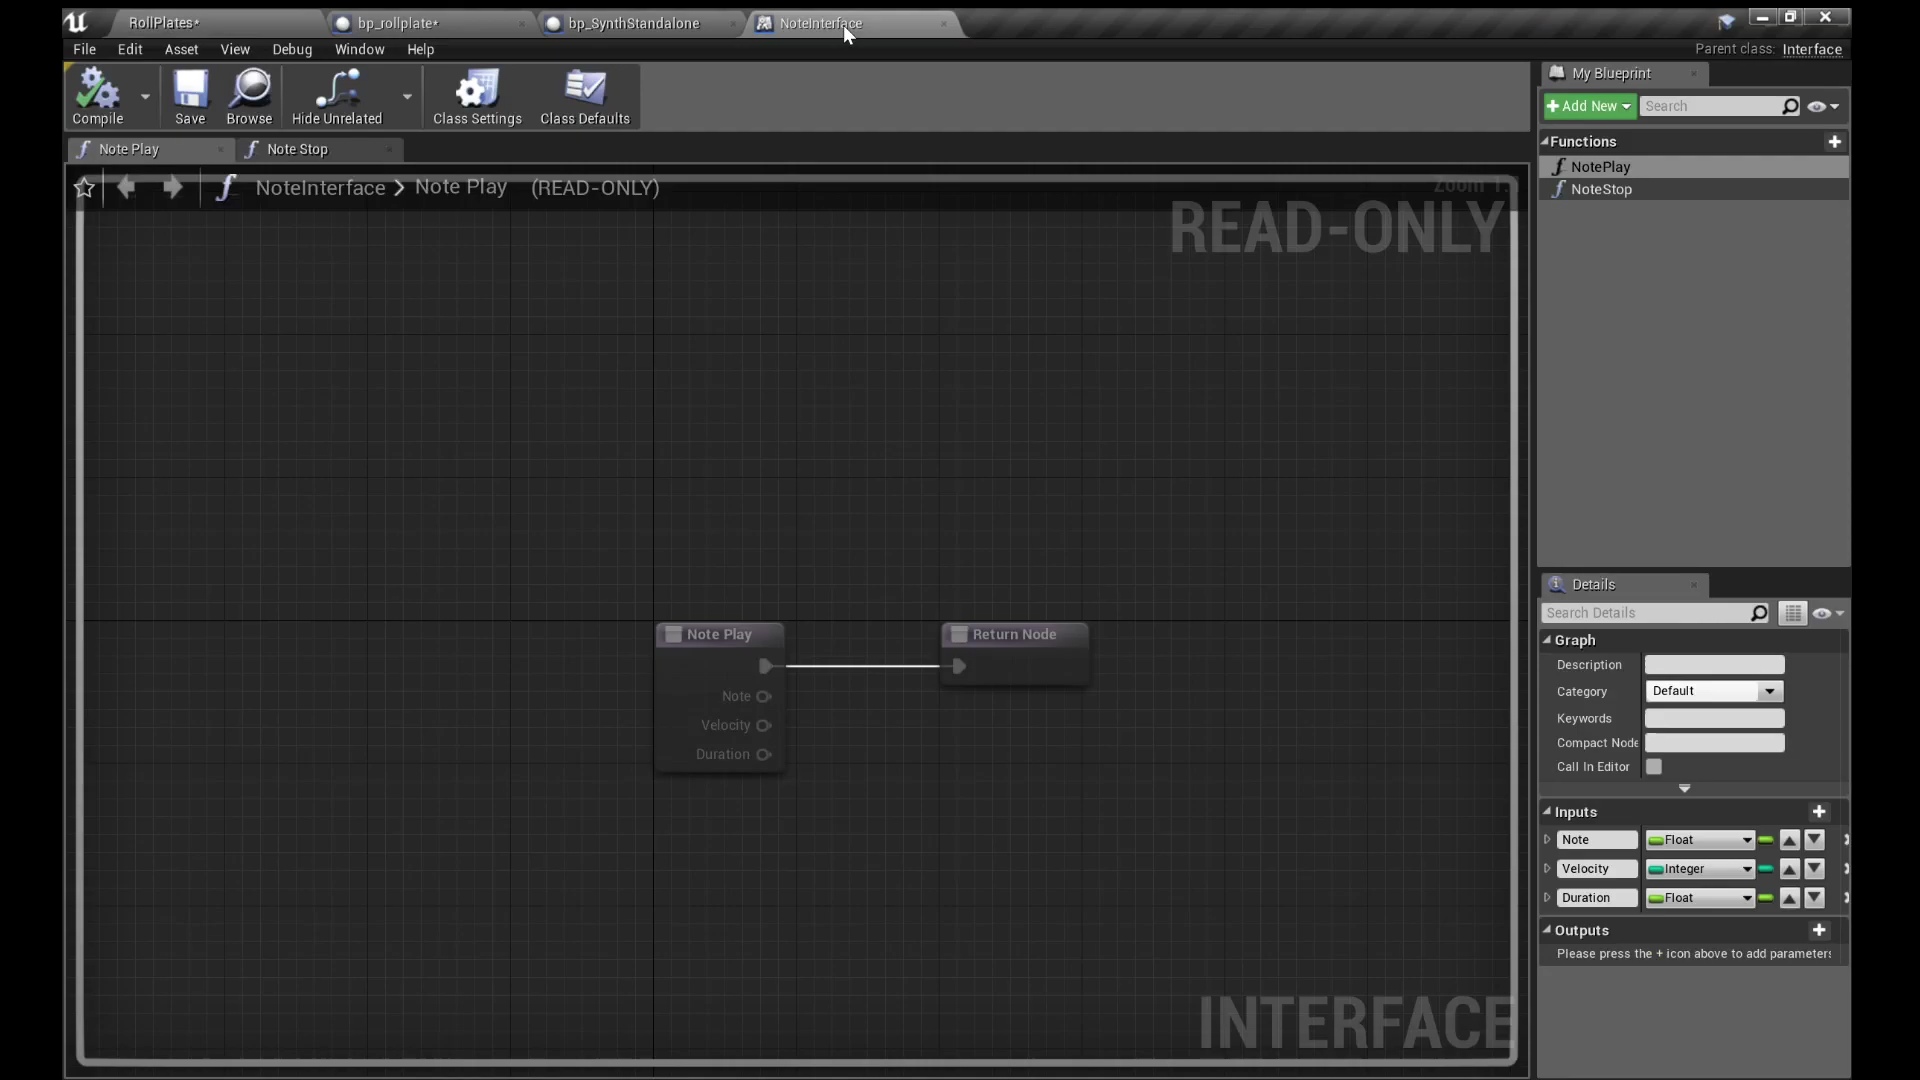 RollPlates*
bp_rollplate*
bp_SynthStandalone
NoteInterface
File Edit Asset View Debug Window Help
Parent class: Interface
Compile
Save
Browse
Hide Unrelated
Class Settings
Class Defaults
Note Play
Note Stop
NoteInterface > Note Play (READ-ONLY)
READ-ONLY
Note Play
Note
Velocity
Duration
Return Node
INTERFACE
My Blueprint
+ Add New
Search
Functions
NotePlay
NoteStop
Details
Search Details
Graph
Description
Category Default
Keywords
Compact Node
Call In Editor
Inputs
Note Float
Velocity Integer
Duration Float
Outputs
Please press the + icon above to add parameters